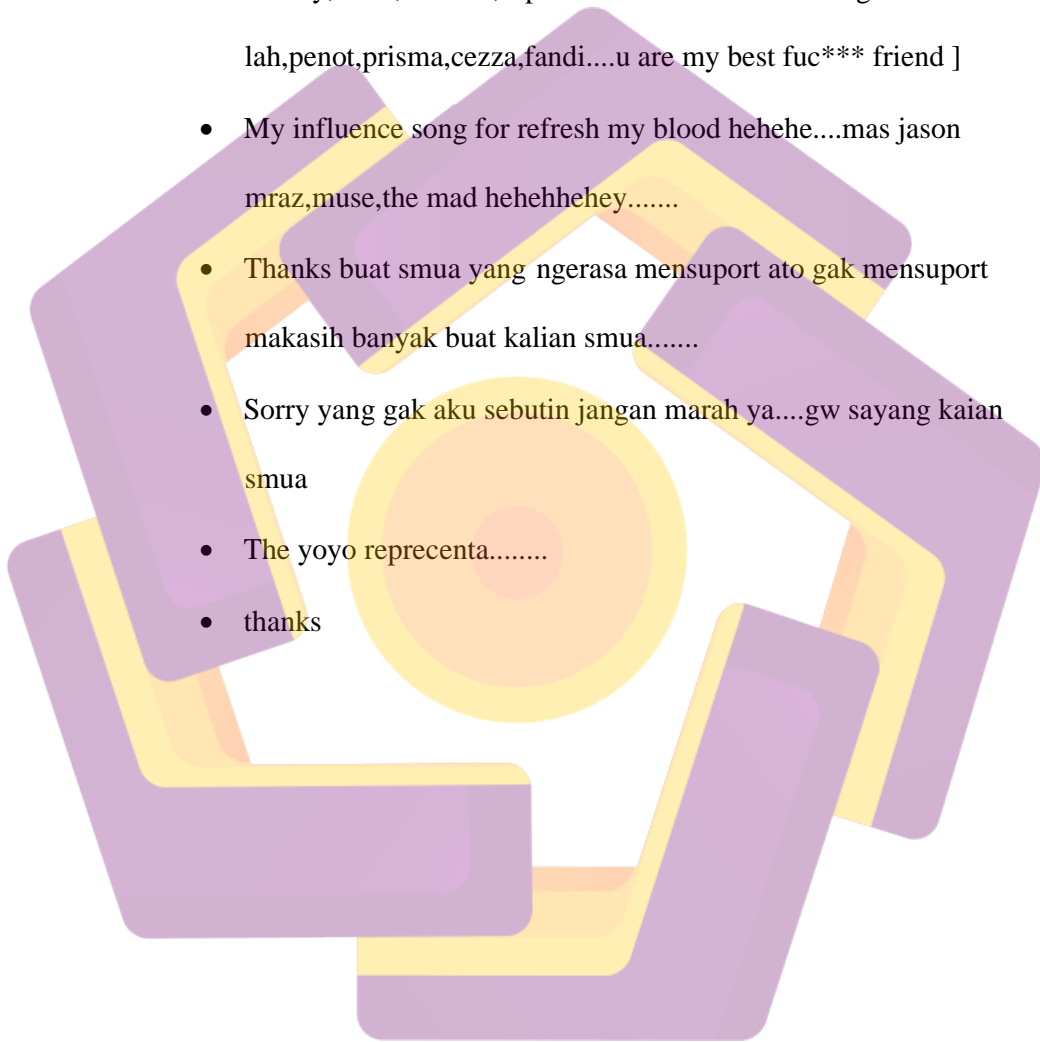 lah,penot,prisma,cezza,fandi....u are my best fuc*** friend ]
• My influence song for refresh my blood hehehe....mas jason
mraz,muse,the mad hehehhehey.......
• Thanks buat smua yang ngerasa mensuport ato gak mensuport
makasih banyak buat kalian smua.......
• Sorry yang gak aku sebutin jangan marah ya....gw sayang kaian
smua
• The yoyo reprecenta........
• thanks